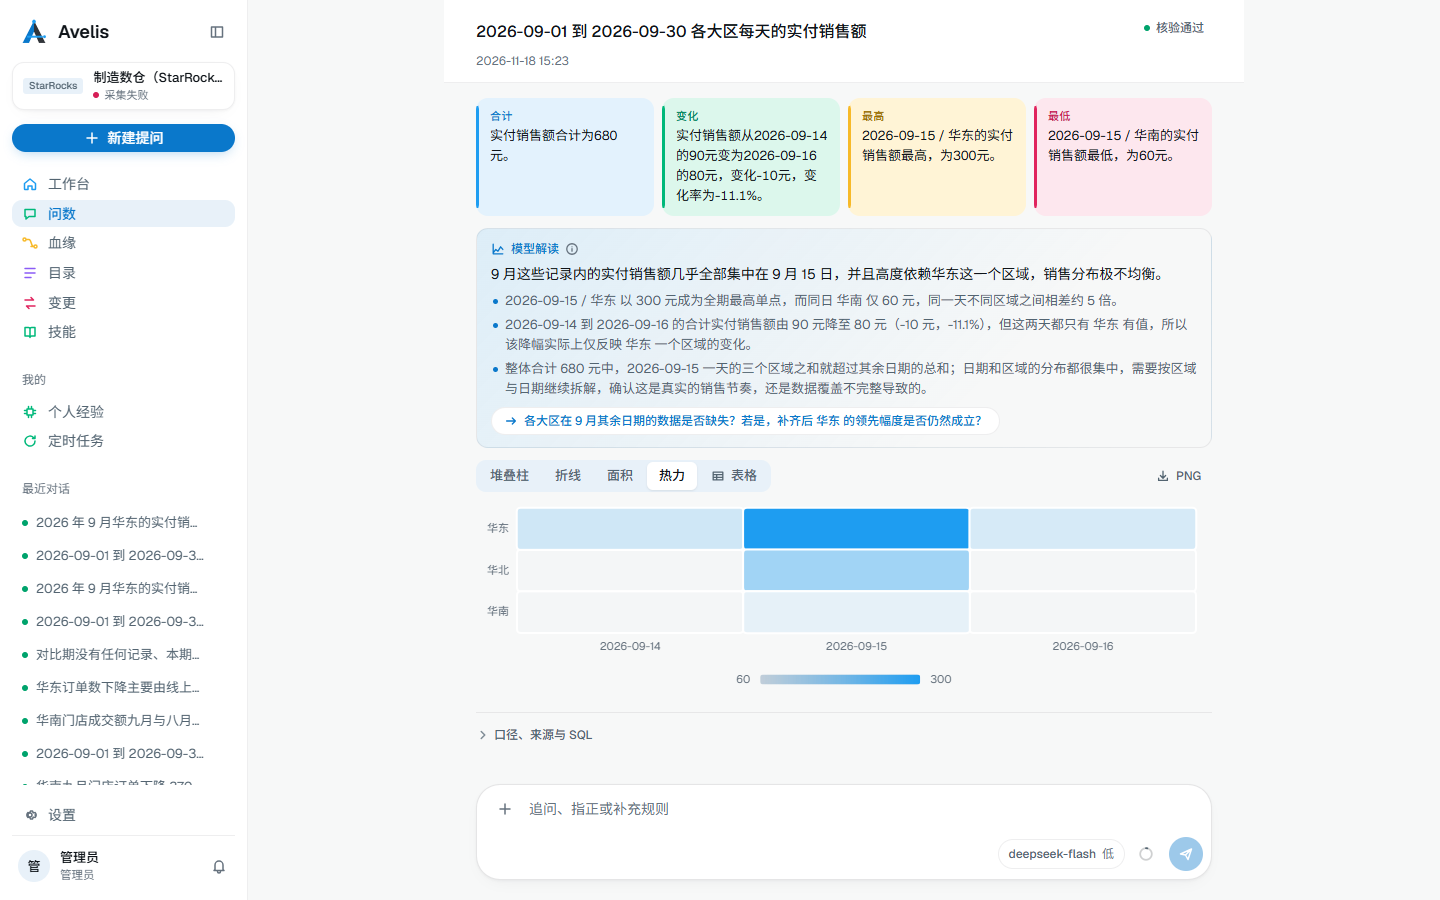 Avelis
StarRocks
制造数仓（StarRock...
采集失败
新建提问
工作台
问数
血缘
目录
变更
技能
我的
个人经验
定时任务
最近对话
2026 年 9 月华东的实付销...
2026-09-01 到 2026-09-3...
2026 年 9 月华东的实付销...
2026-09-01 到 2026-09-3...
对比期没有任何记录、本期...
华东订单数下降主要由线上...
华南门店成交额九月与八月...
2026-09-01 到 2026-09-3...
设置
管
管理员
管理员
2026-09-01 到 2026-09-30 各大区每天的实付销售额
核验通过
2026-11-18 15:23
合计
实付销售额合计为680
元。
变化
实付销售额从2026-09-14
的90元变为2026-09-16
的80元，变化-10元，变
化率为-11.1%。
最高
2026-09-15 / 华东的实付
销售额最高，为300元。
最低
2026-09-15 / 华南的实付
销售额最低，为60元。
模型解读
9 月这些记录内的实付销售额几乎全部集中在 9 月 15 日，并且高度依赖华东这一个区域，销售分布极不均衡。
2026-09-15 / 华东 以 300 元成为全期最高单点，而同日 华南 仅 60 元，同一天不同区域之间相差约 5 倍。
2026-09-14 到 2026-09-16 的合计实付销售额由 90 元降至 80 元（-10 元，-11.1%），但这两天都只有 华东 有值，所以
该降幅实际上仅反映 华东 一个区域的变化。
整体合计 680 元中，2026-09-15 一天的三个区域之和就超过其余日期的总和；日期和区域的分布都很集中，需要按区域
与日期继续拆解，确认这是真实的销售节奏，还是数据覆盖不完整导致的。
各大区在 9 月其余日期的数据是否缺失？若是，补齐后 华东 的领先幅度是否仍然成立？
堆叠柱
折线
面积
热力
表格
PNG
华东
华北
华南
2026-09-14
2026-09-15
2026-09-16
60
300
口径、来源与 SQL
追问、指正或补充规则
deepseek-flash 低